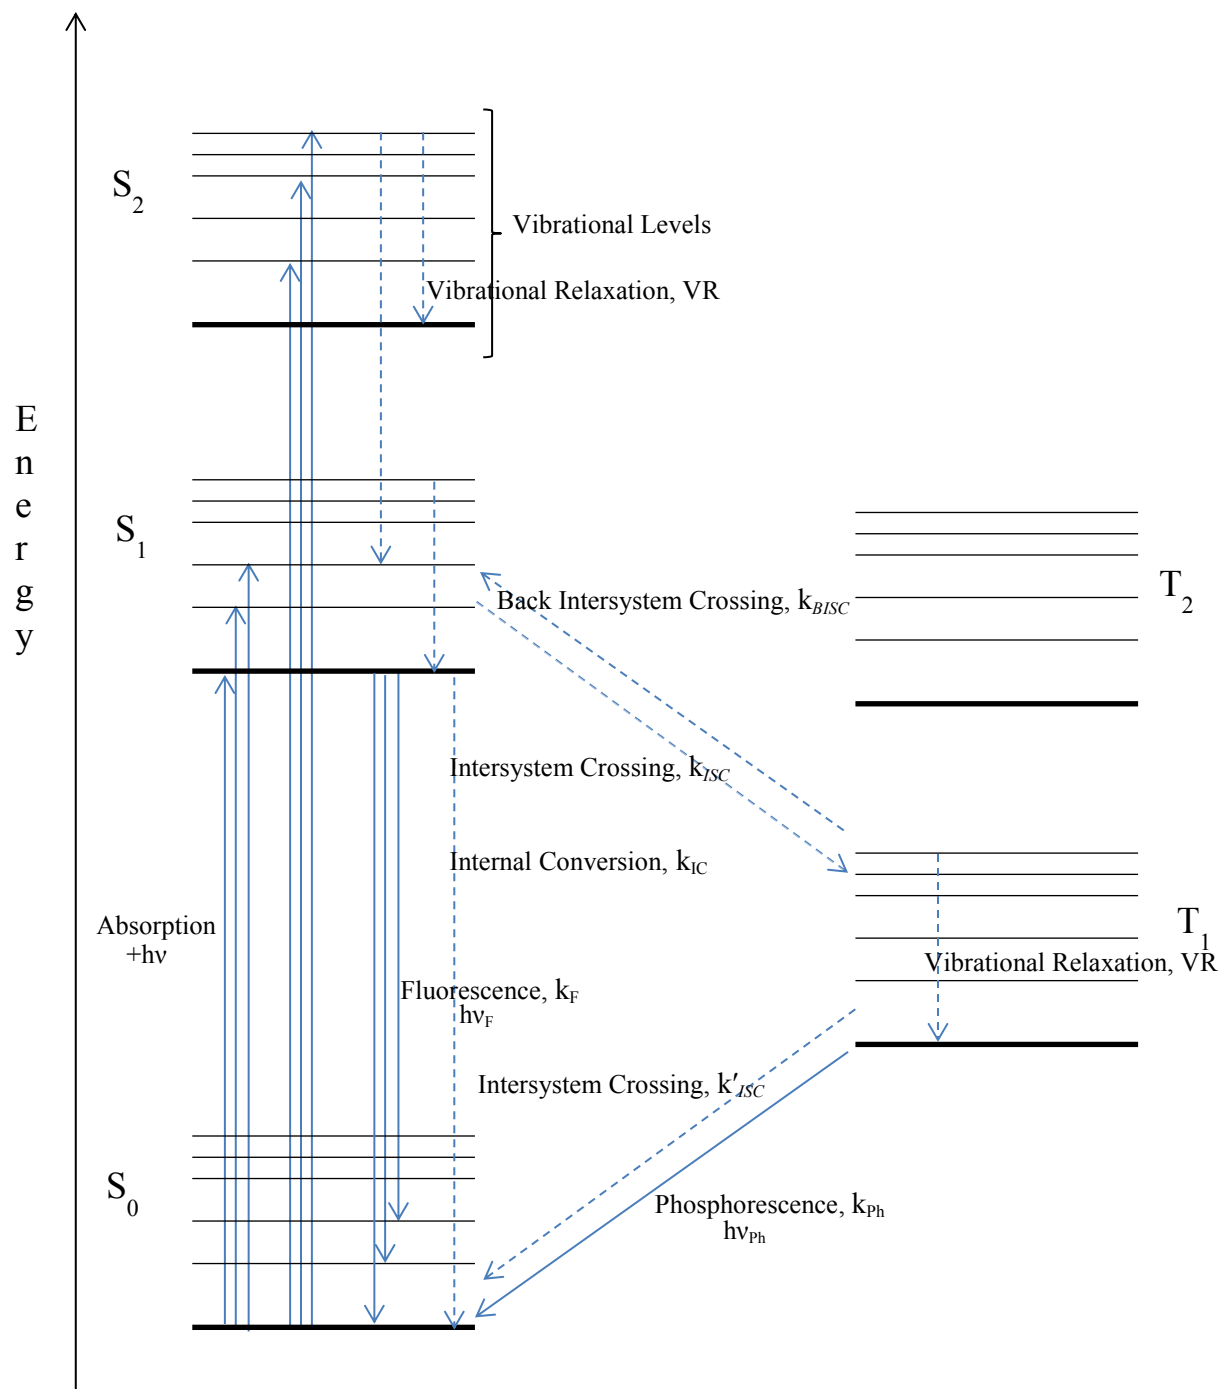 S2
Vibrational Levels
Vibrational Relaxation, VR
E
n
e
r
g
y
S1
T2
Back Intersystem Crossing, kBISC
Intersystem Crossing, kISC
Internal Conversion, kIC
Absorption
+hν
T1
Vibrational Relaxation, VR
Fluorescence, kF
hνF
Intersystem Crossing, k′ISC
S0
Phosphorescence, kPh
hνPh